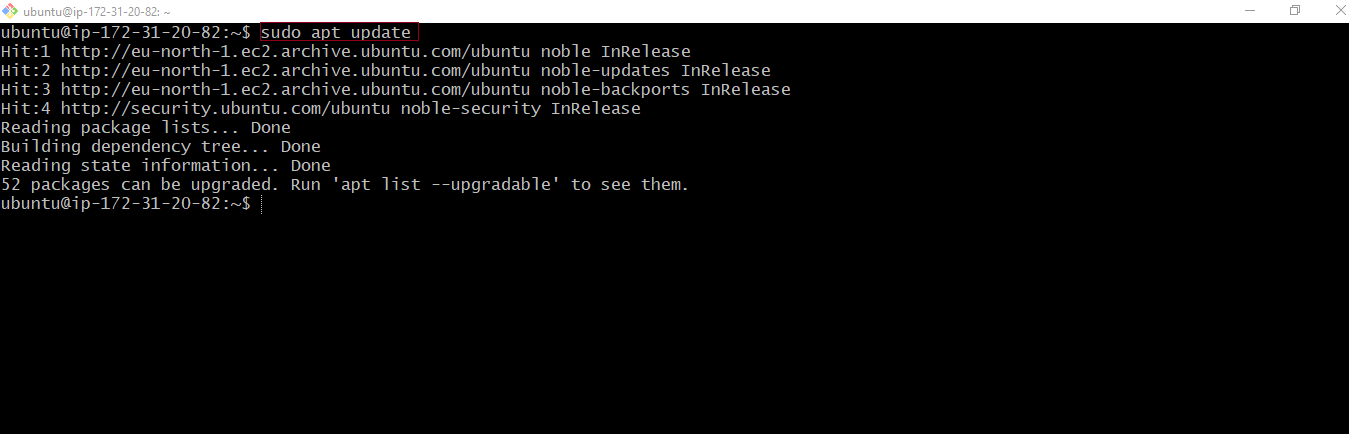 ubuntu@ip-172-31-20-82: ~
ubuntu@ip-172-31-20-82:~$ sudo apt update
Hit:1 http://eu-north-1.ec2.archive.ubuntu.com/ubuntu noble InRelease
Hit:2 http://eu-north-1.ec2.archive.ubuntu.com/ubuntu noble-updates InRelease
Hit:3 http://eu-north-1.ec2.archive.ubuntu.com/ubuntu noble-backports InRelease
Hit:4 http://security.ubuntu.com/ubuntu noble-security InRelease
Reading package lists... Done
Building dependency tree... Done
Reading state information... Done
52 packages can be upgraded. Run 'apt list --upgradable' to see them.
ubuntu@ip-172-31-20-82:~$